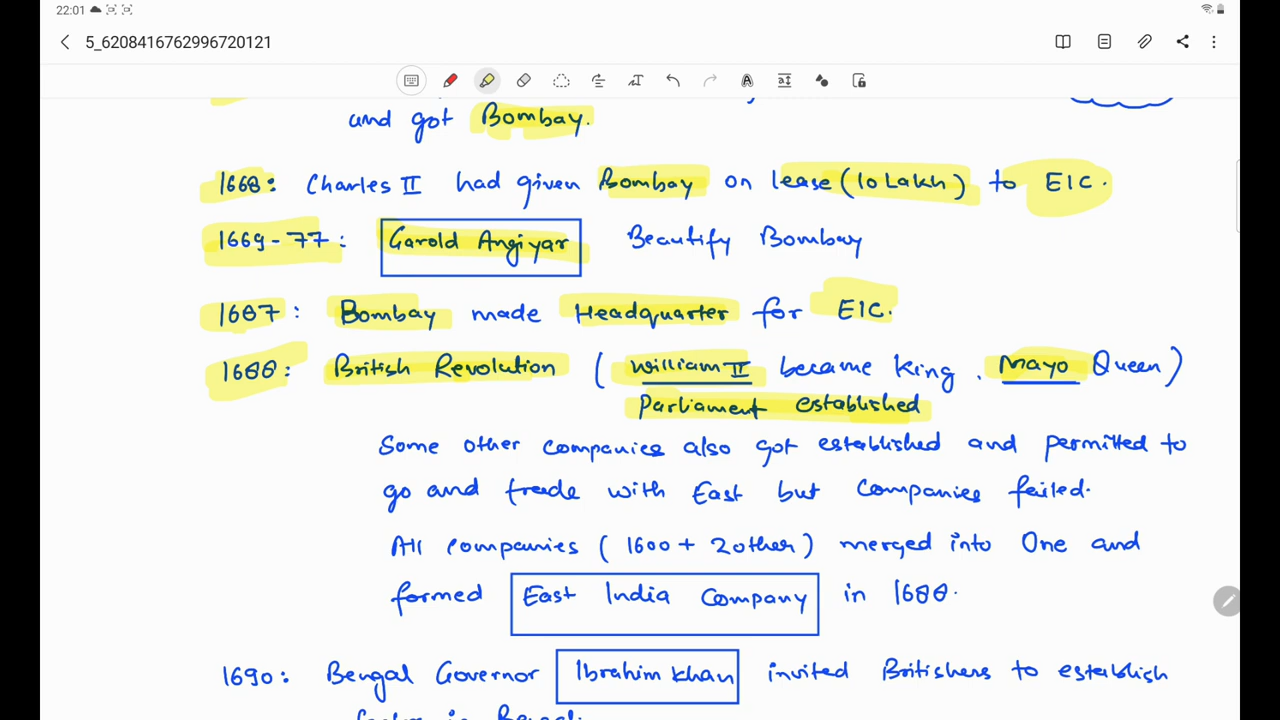 22:01
5_6208416762996720121
and got Bombay.
1668: Charles II had given Bombay on lease (10 Lakh) to EIC.
1669-77: Garold Angiyar Beautify Bombay
1687: Bombay made Headquarter for EIC.
1688: British Revolution (William II became King, Mayo Queen)
Parliament established
Some other companies also got established and permitted to
go and trade with East but Companies failed.
All companies (1600 + 2 other) merged into One and
formed East India Company in 1688.
1690: Bengal Governor Ibrahim Khan invited Britishers to establish